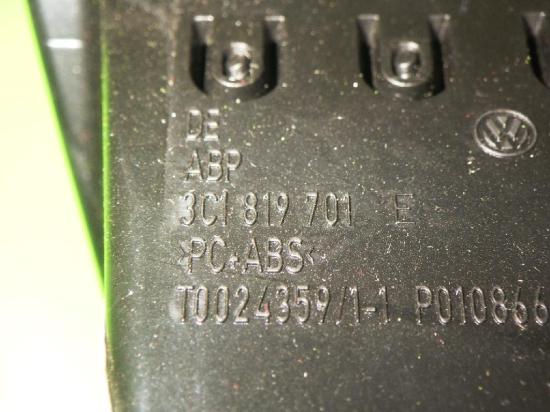 DE
ABP
3C1 819 701 E
>PC+ABS<
T0024359/1-1 P010866